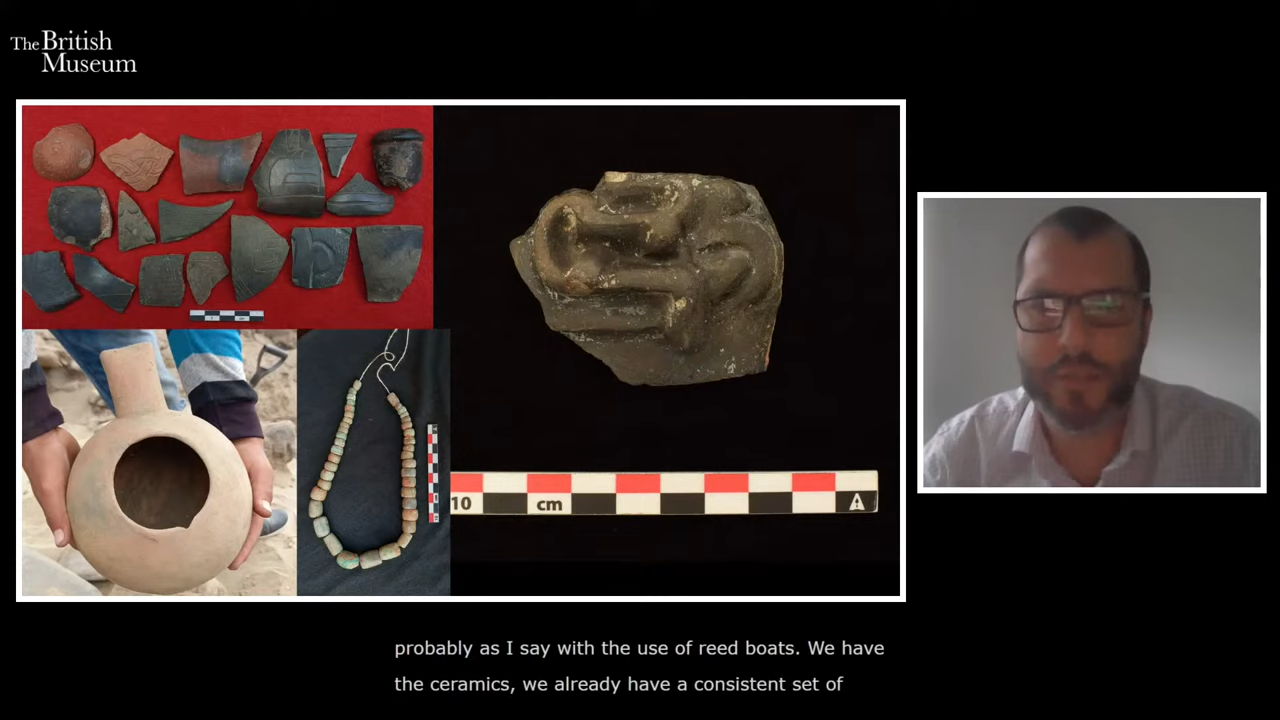 The British
Museum
10 cm
probably as I say with the use of reed boats. We have
the ceramics, we already have a consistent set of